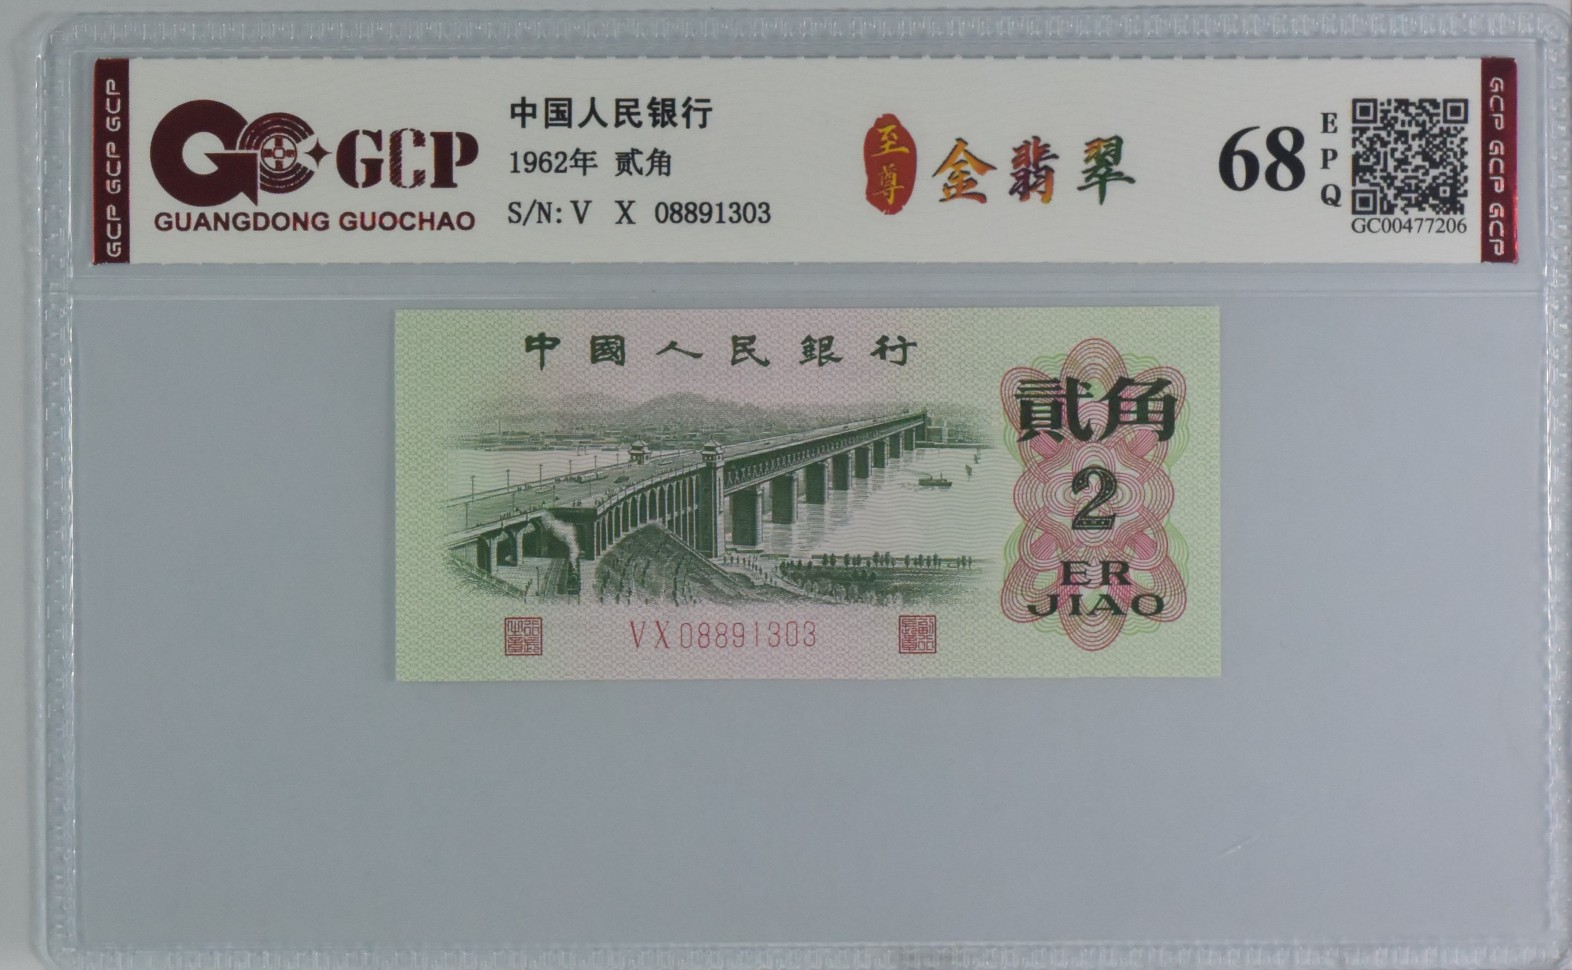 GCP GCP GCP
GCP
GUANGDONG GUOCHAO
中国人民银行
1962年 贰角
S/N: V X 08891303
至尊
金翡翠
68
EPQ
GC00477206
GCP GCP GCP
中國人民銀行
貳角
2
ER
JIAO
VX08891303